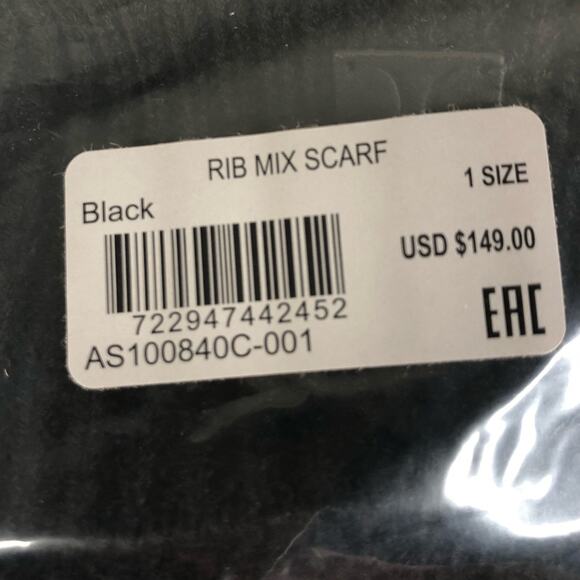 RIB MIX SCARF
Black
1 SIZE
USD $149.00
722947442452
EAC
AS100840C-001